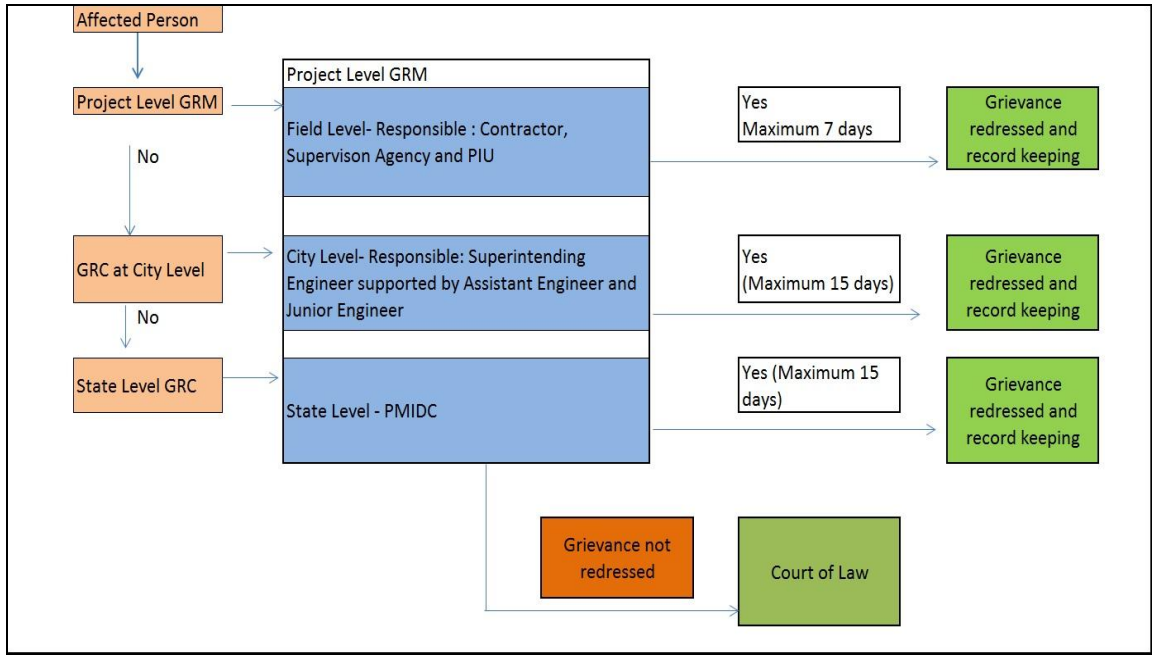 Affected Person
Project Level GRM
No
GRC at City Level
No
State Level GRC
Project Level GRM
Field Level- Responsible : Contractor,
Supervison Agency and PIU
City Level- Responsible: Superintending
Engineer supported by Assistant Engineer and
Junior Engineer
State Level - PMIDC
Yes
Maximum 7 days
Grievance
redressed and
record keeping
Yes
(Maximum 15 days)
Grievance
redressed and
record keeping
Yes (Maximum 15
days)
Grievance
redressed and
record keeping
Grievance not
redressed
Court of Law